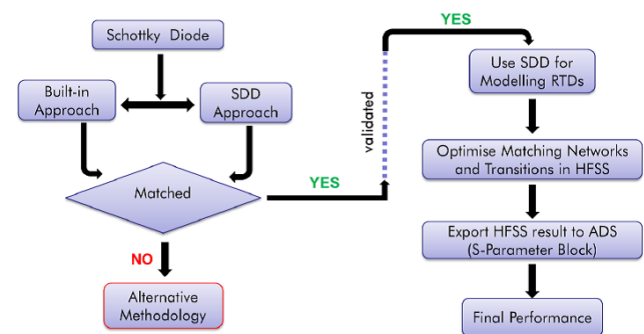 Schottky Diode
Built-in
Approach
SDD
Approach
Matched
NO
Alternative
Methodology
YES
validated
YES
Use SDD for
Modelling RTDs
Optimise Matching Networks
and Transitions in HFSS
Export HFSS result to ADS
(S-Parameter Block)
Final Performance